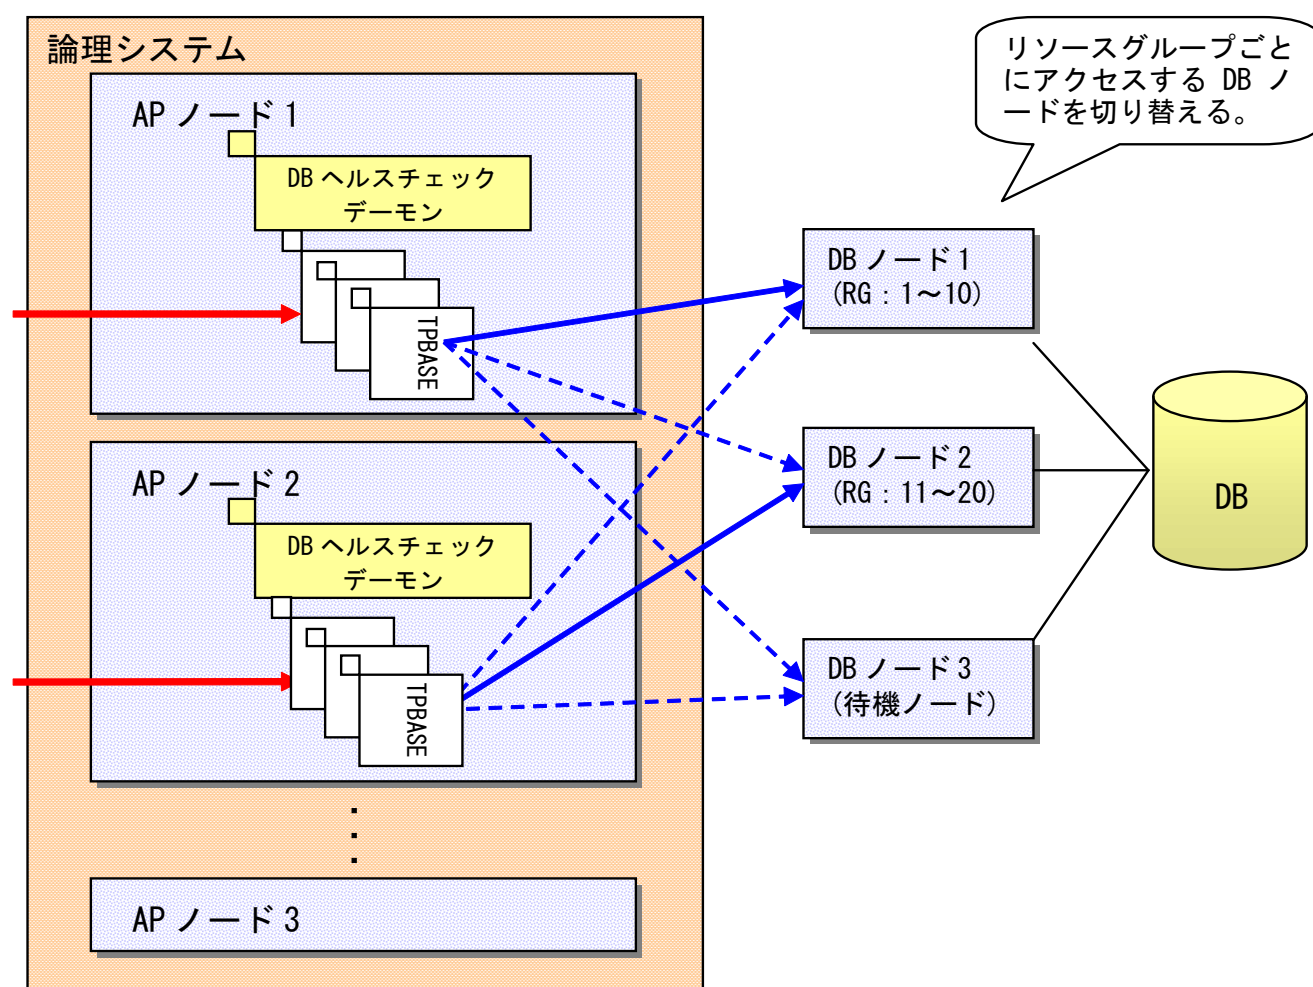 論理システム
リソースグループごと
にアクセスする DB ノ
ードを切り替える。
AP ノード 1
DB ヘルスチェック
デーモン
TPBASE
DB ノード 1
(RG：1～10)
AP ノード 2
DB ヘルスチェック
デーモン
TPBASE
DB ノード 2
(RG：11～20)
DB
DB ノード 3
(待機ノード)
・
・
・
AP ノード 3